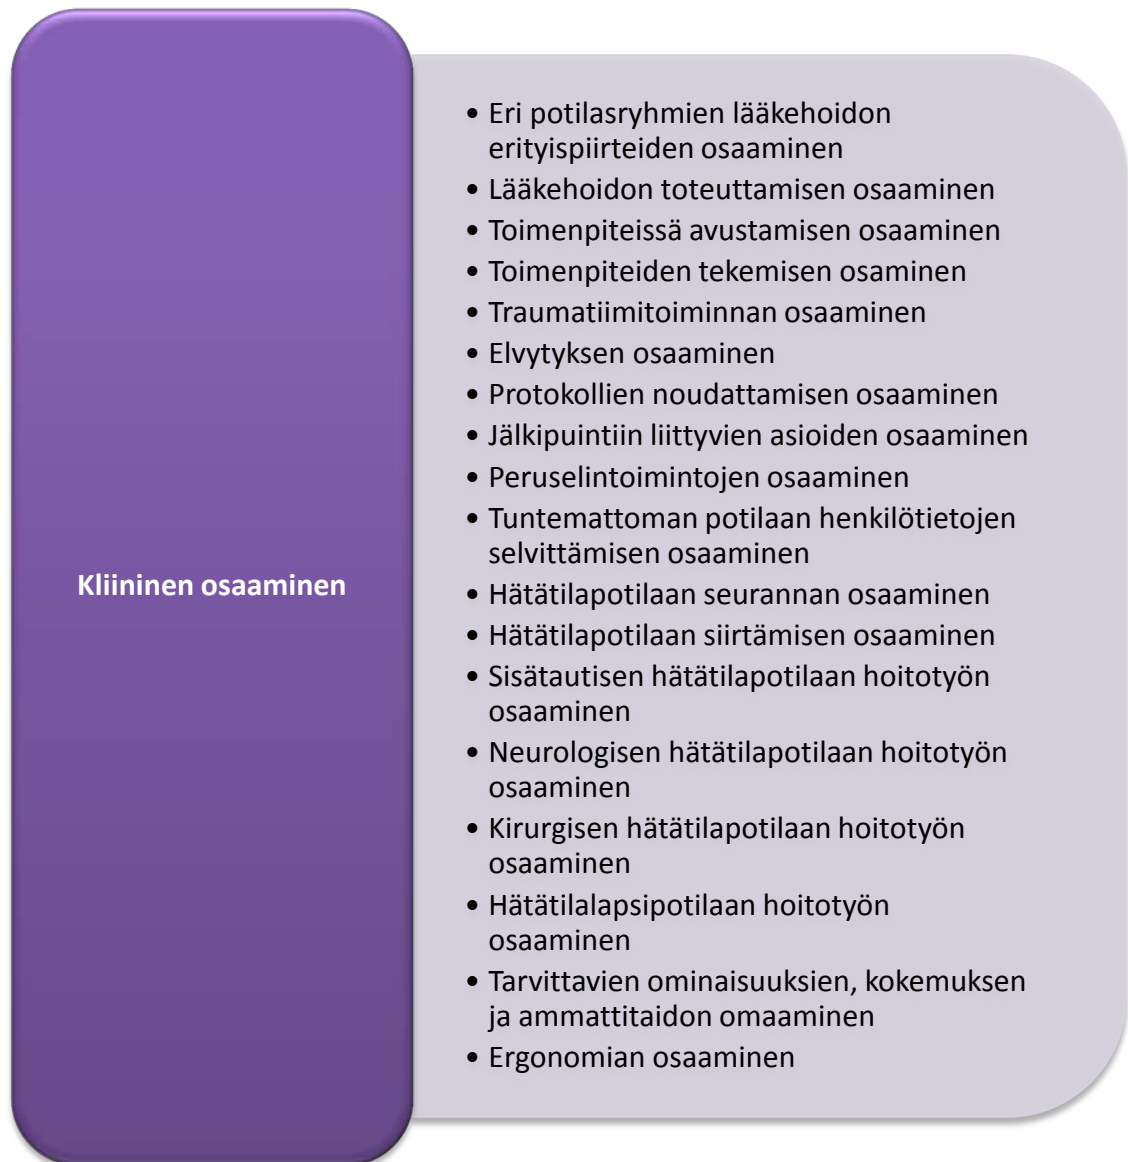 Kliininen osaaminen
• Eri potilasryhmien lääkehoidon
erityispiirteiden osaaminen
• Lääkehoidon toteuttamisen osaaminen
• Toimenpiteissä avustamisen osaaminen
• Toimenpiteiden tekemisen osaminen
• Traumatiimitoiminnan osaaminen
• Elvytyksen osaaminen
• Protokollien noudattamisen osaaminen
• Jälkipuintiin liittyvien asioiden osaaminen
• Peruselintoimintojen osaaminen
• Tuntemattoman potilaan henkilötietojen
selvittämisen osaaminen
• Hätätilapotilaan seurannan osaaminen
• Hätätilapotilaan siirtämisen osaaminen
• Sisätautisen hätätilapotilaan hoitotyön
osaaminen
• Neurologisen hätätilapotilaan hoitotyön
osaaminen
• Kirurgisen hätätilapotilaan hoitotyön
osaaminen
• Hätätilalapsipotilaan hoitotyön
osaaminen
• Tarvittavien ominaisuuksien, kokemuksen
ja ammattitaidon omaaminen
• Ergonomian osaaminen